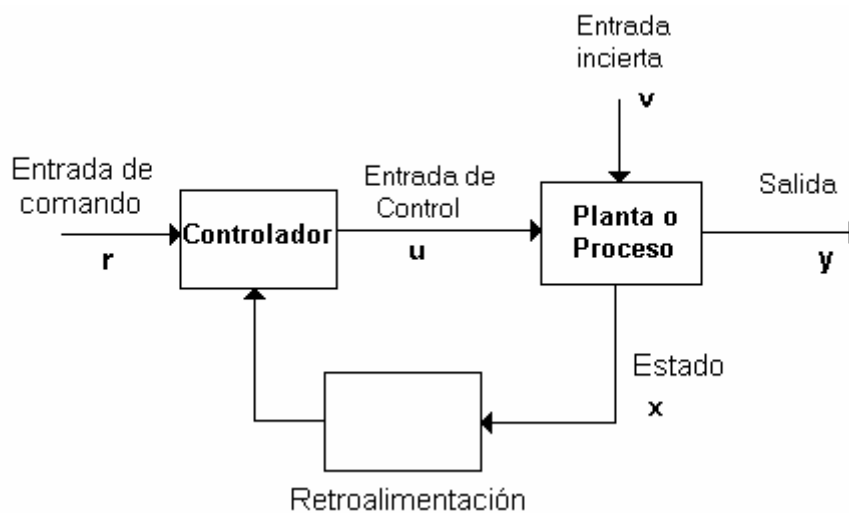 Entrada
incierta
v
Entrada de
comando
r
Controlador
Entrada de
Control
u
Planta o
Proceso
Salida
y
Estado
x
Retroalimentación